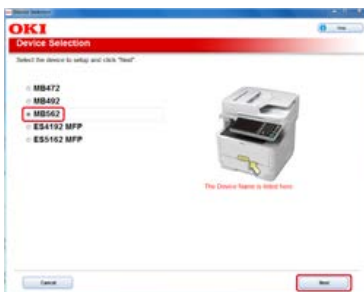 Device Selection
OKI
Device Selection
Select the device to setup and click "Next".
MB472
MB492
MB562
ES4192 MFP
ES5162 MFP
The Device Name is listed here.
Cancel
Next